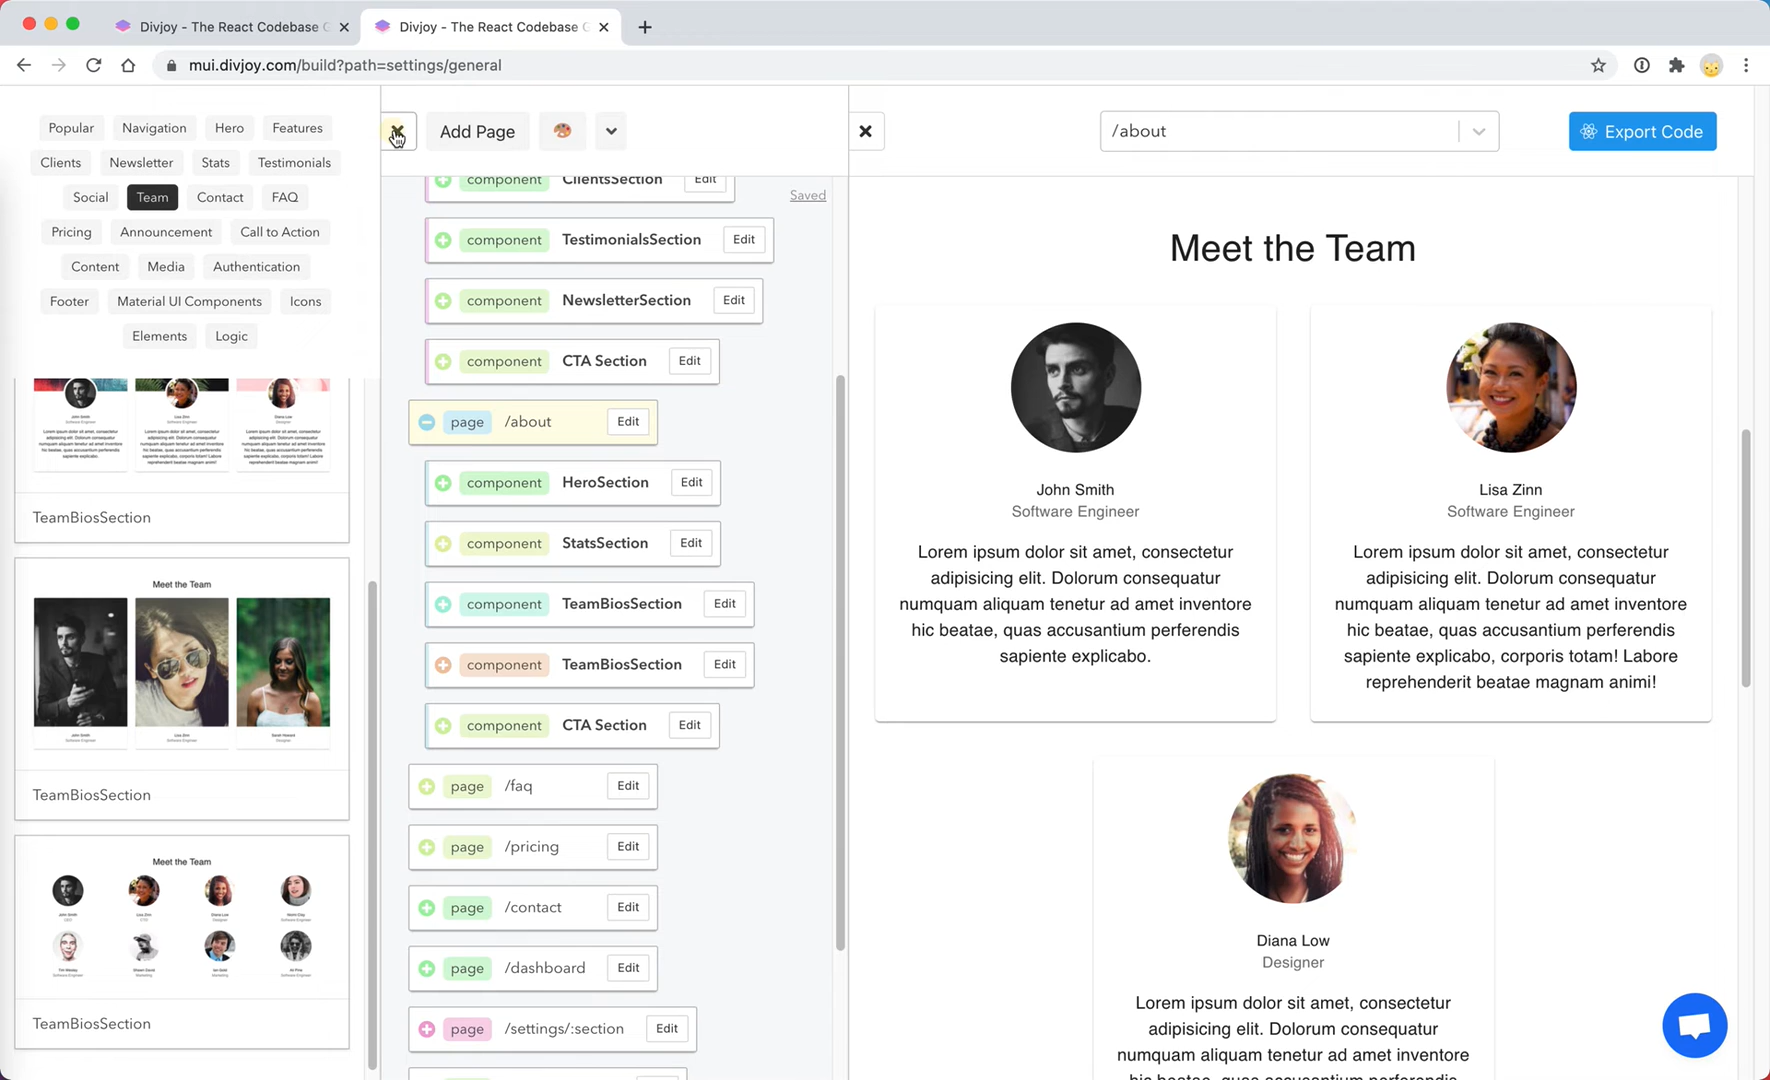 Divjoy - The React Codebase G
Divjoy - The React Codebase G
mui.divjoy.com/build?path=settings/general
Popular
Navigation
Hero
Features
Clients
Newsletter
Stats
Testimonials
Social
Team
Contact
FAQ
Pricing
Announcement
Call to Action
Content
Media
Authentication
Footer
Material UI Components
Icons
Elements
Logic
TeamBiosSection
Meet the Team
TeamBiosSection
Meet the Team
TeamBiosSection
Add Page
Saved
component ClientsSection Edit
component TestimonialsSection Edit
component NewsletterSection Edit
component CTA Section Edit
page /about Edit
component HeroSection Edit
component StatsSection Edit
component TeamBiosSection Edit
component TeamBiosSection Edit
component CTA Section Edit
page /faq Edit
page /pricing Edit
page /contact Edit
page /dashboard Edit
page /settings/:section Edit
/about
Export Code
Meet the Team
John Smith
Software Engineer
Lorem ipsum dolor sit amet, consectetur
adipisicing elit. Dolorum consequatur
numquam aliquam tenetur ad amet inventore
hic beatae, quas accusantium perferendis
sapiente explicabo.
Lisa Zinn
Software Engineer
Lorem ipsum dolor sit amet, consectetur
adipisicing elit. Dolorum consequatur
numquam aliquam tenetur ad amet inventore
hic beatae, quas accusantium perferendis
sapiente explicabo, corporis totam! Labore
reprehenderit beatae magnam animi!
Diana Low
Designer
Lorem ipsum dolor sit amet, consectetur
adipisicing elit. Dolorum consequatur
numquam aliquam tenetur ad amet inventore